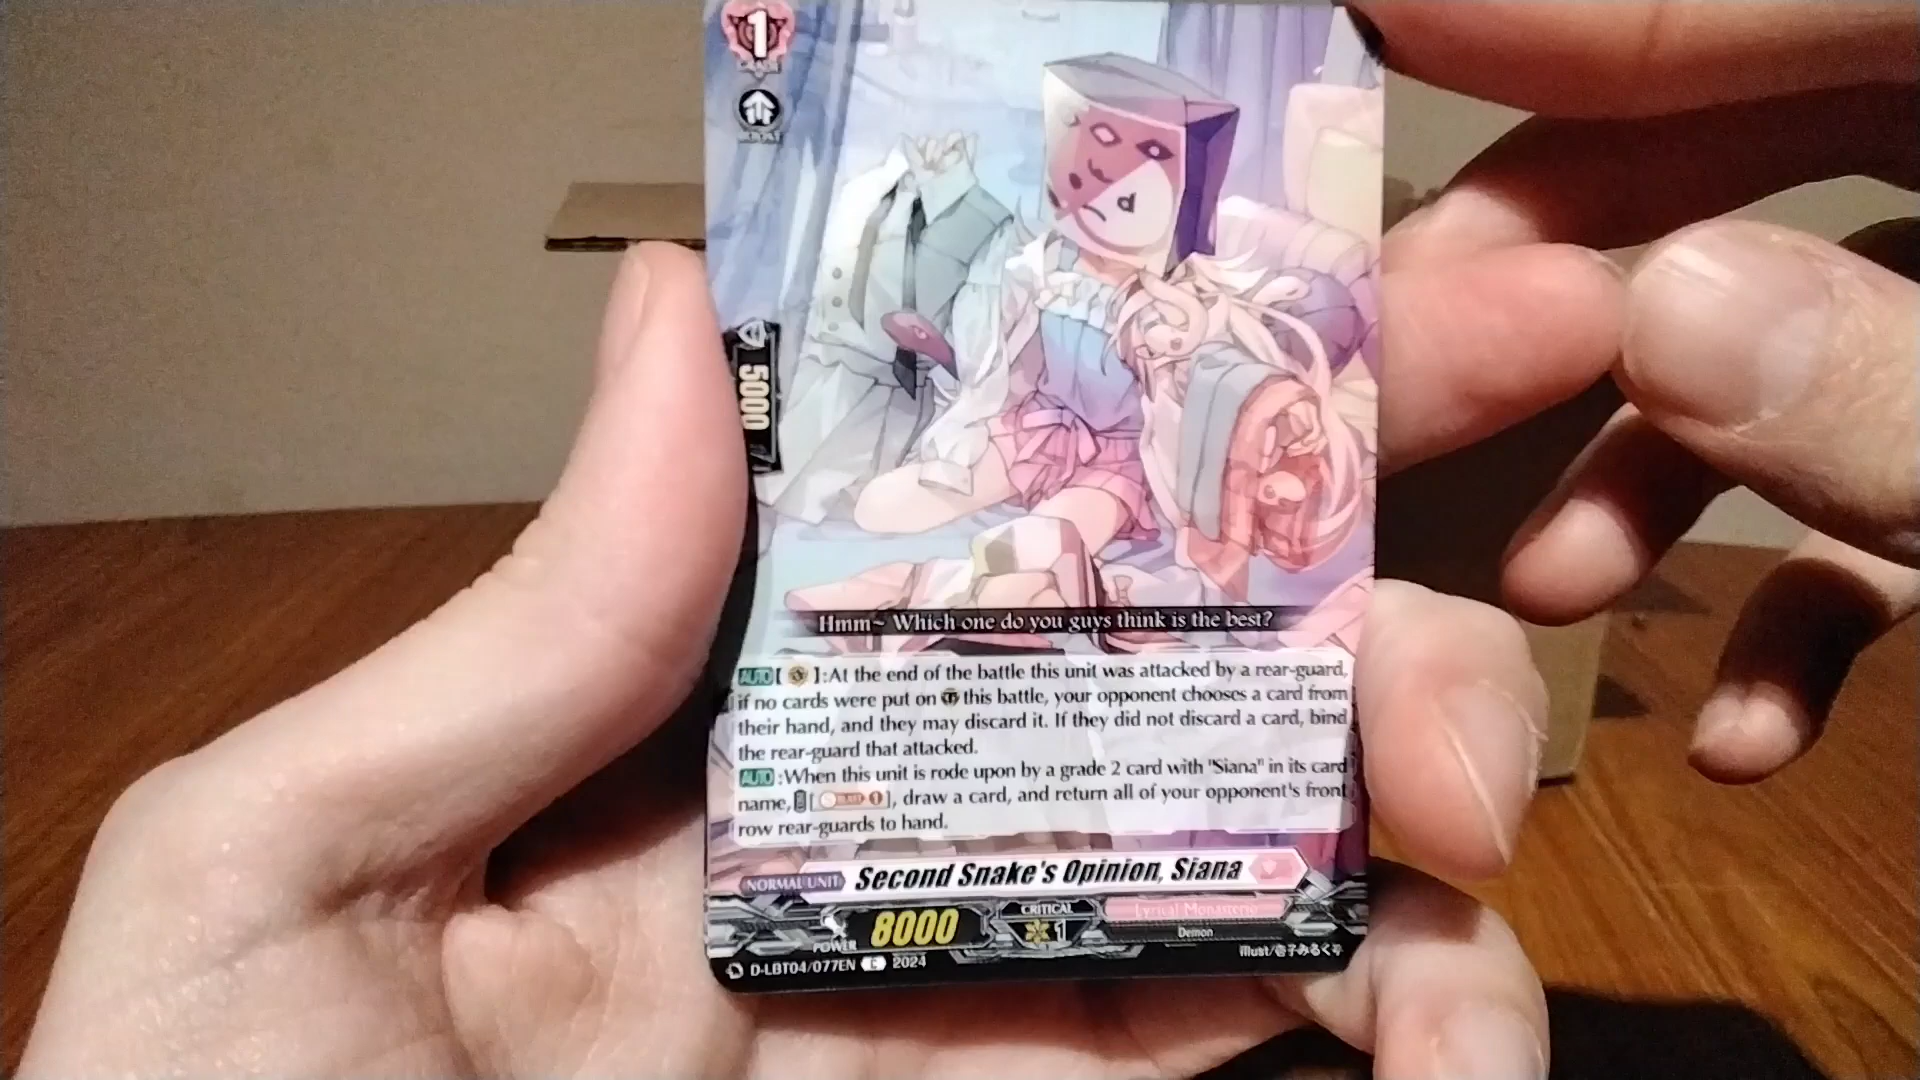 1
5000
d
Hmm~ Which one do you guys think is the best?
AUTO [ ]:At the end of the battle this unit was attacked by a rear-guard,
if no cards were put on this battle, your opponent chooses a card from
their hand, and they may discard it. If they did not discard a card, bind
the rear-guard that attacked.
AUTO :When this unit is rode upon by a grade 2 card with "Siana" in its card
name, [ BLAST 1 ], draw a card, and return all of your opponent's front
row rear-guards to hand.
NORMAL UNIT Second Snake's Opinion, Siana
POWER 8000 CRITICAL 1 Lyrical Monasterio
Demon
D-LBT04/077EN C 2024